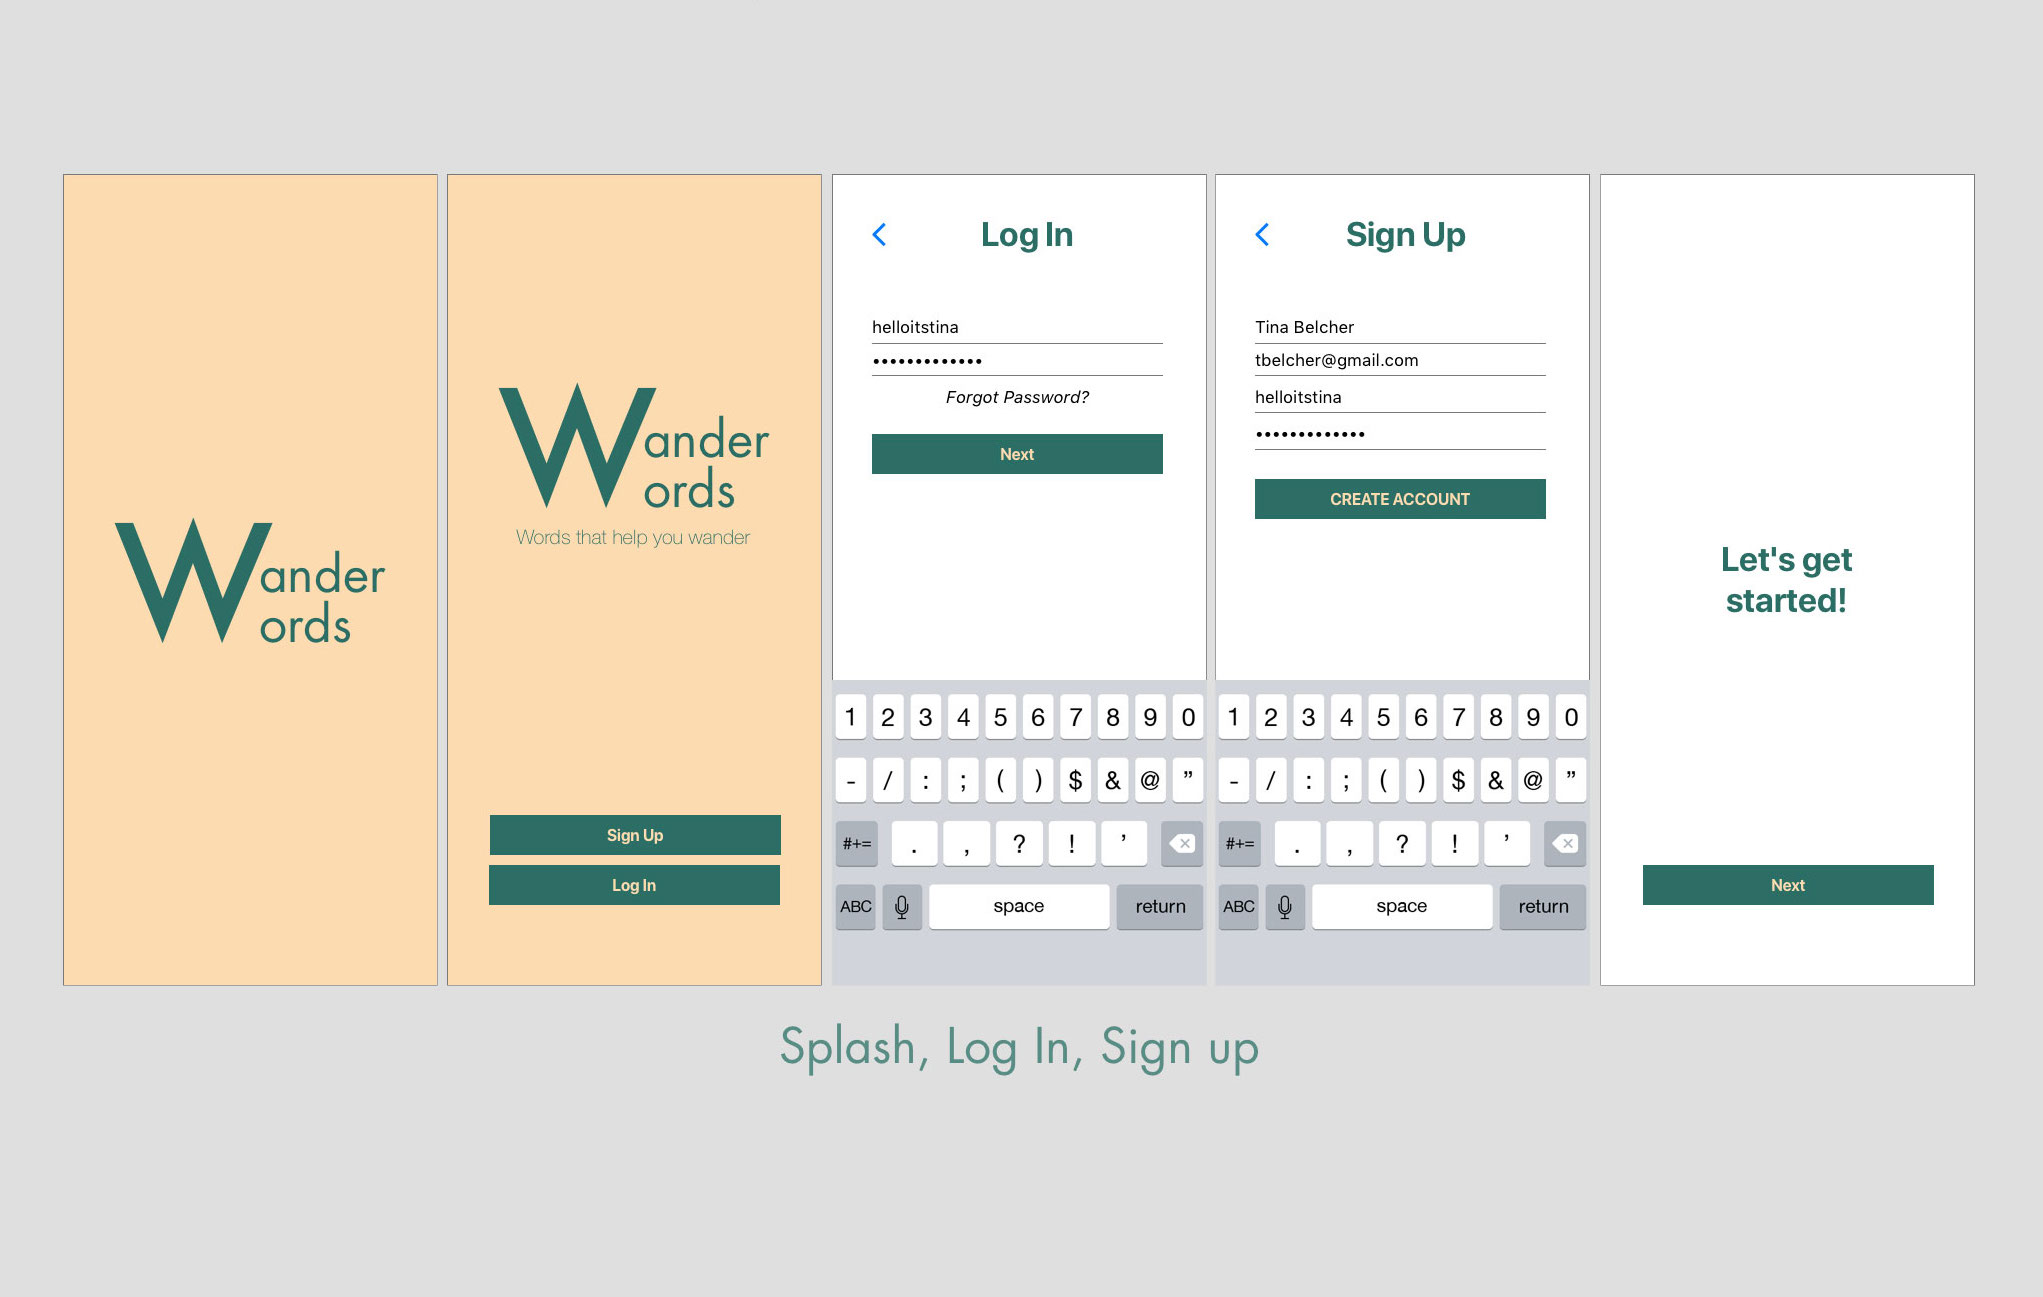 Wander
ords
Wander
ords
Words that help you wander
Sign Up
Log In
Log In
helloitstina
•••••••••••••
Forgot Password?
Next
1 2 3 4 5 6 7 8 9 0
- / : ; ( ) $ & @ ”
#+= . , ? ! ’
ABC space return
Sign Up
Tina Belcher
tbelcher@gmail.com
helloitstina
•••••••••••••
CREATE ACCOUNT
1 2 3 4 5 6 7 8 9 0
- / : ; ( ) $ & @ ”
#+= . , ? ! ’
ABC space return
Let's get
started!
Next
Splash, Log In, Sign up